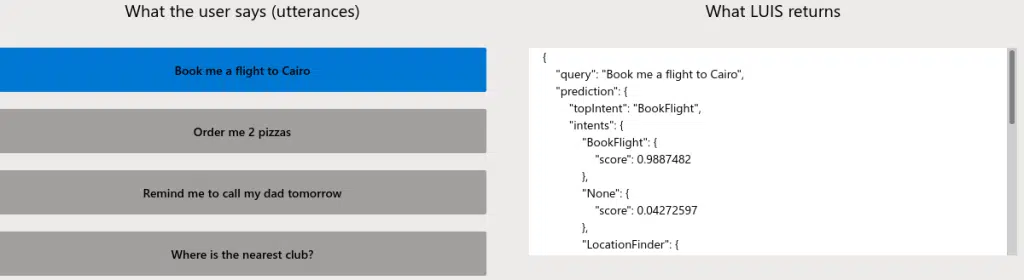 What the user says (utterances)
Book me a flight to Cairo
Order me 2 pizzas
Remind me to call my dad tomorrow
Where is the nearest club?
What LUIS returns
{
"query": "Book me a flight to Cairo",
"prediction": {
"topIntent": "BookFlight",
"intents": {
"BookFlight": {
"score": 0.9887482
},
"None": {
"score": 0.04272597
},
"LocationFinder": {